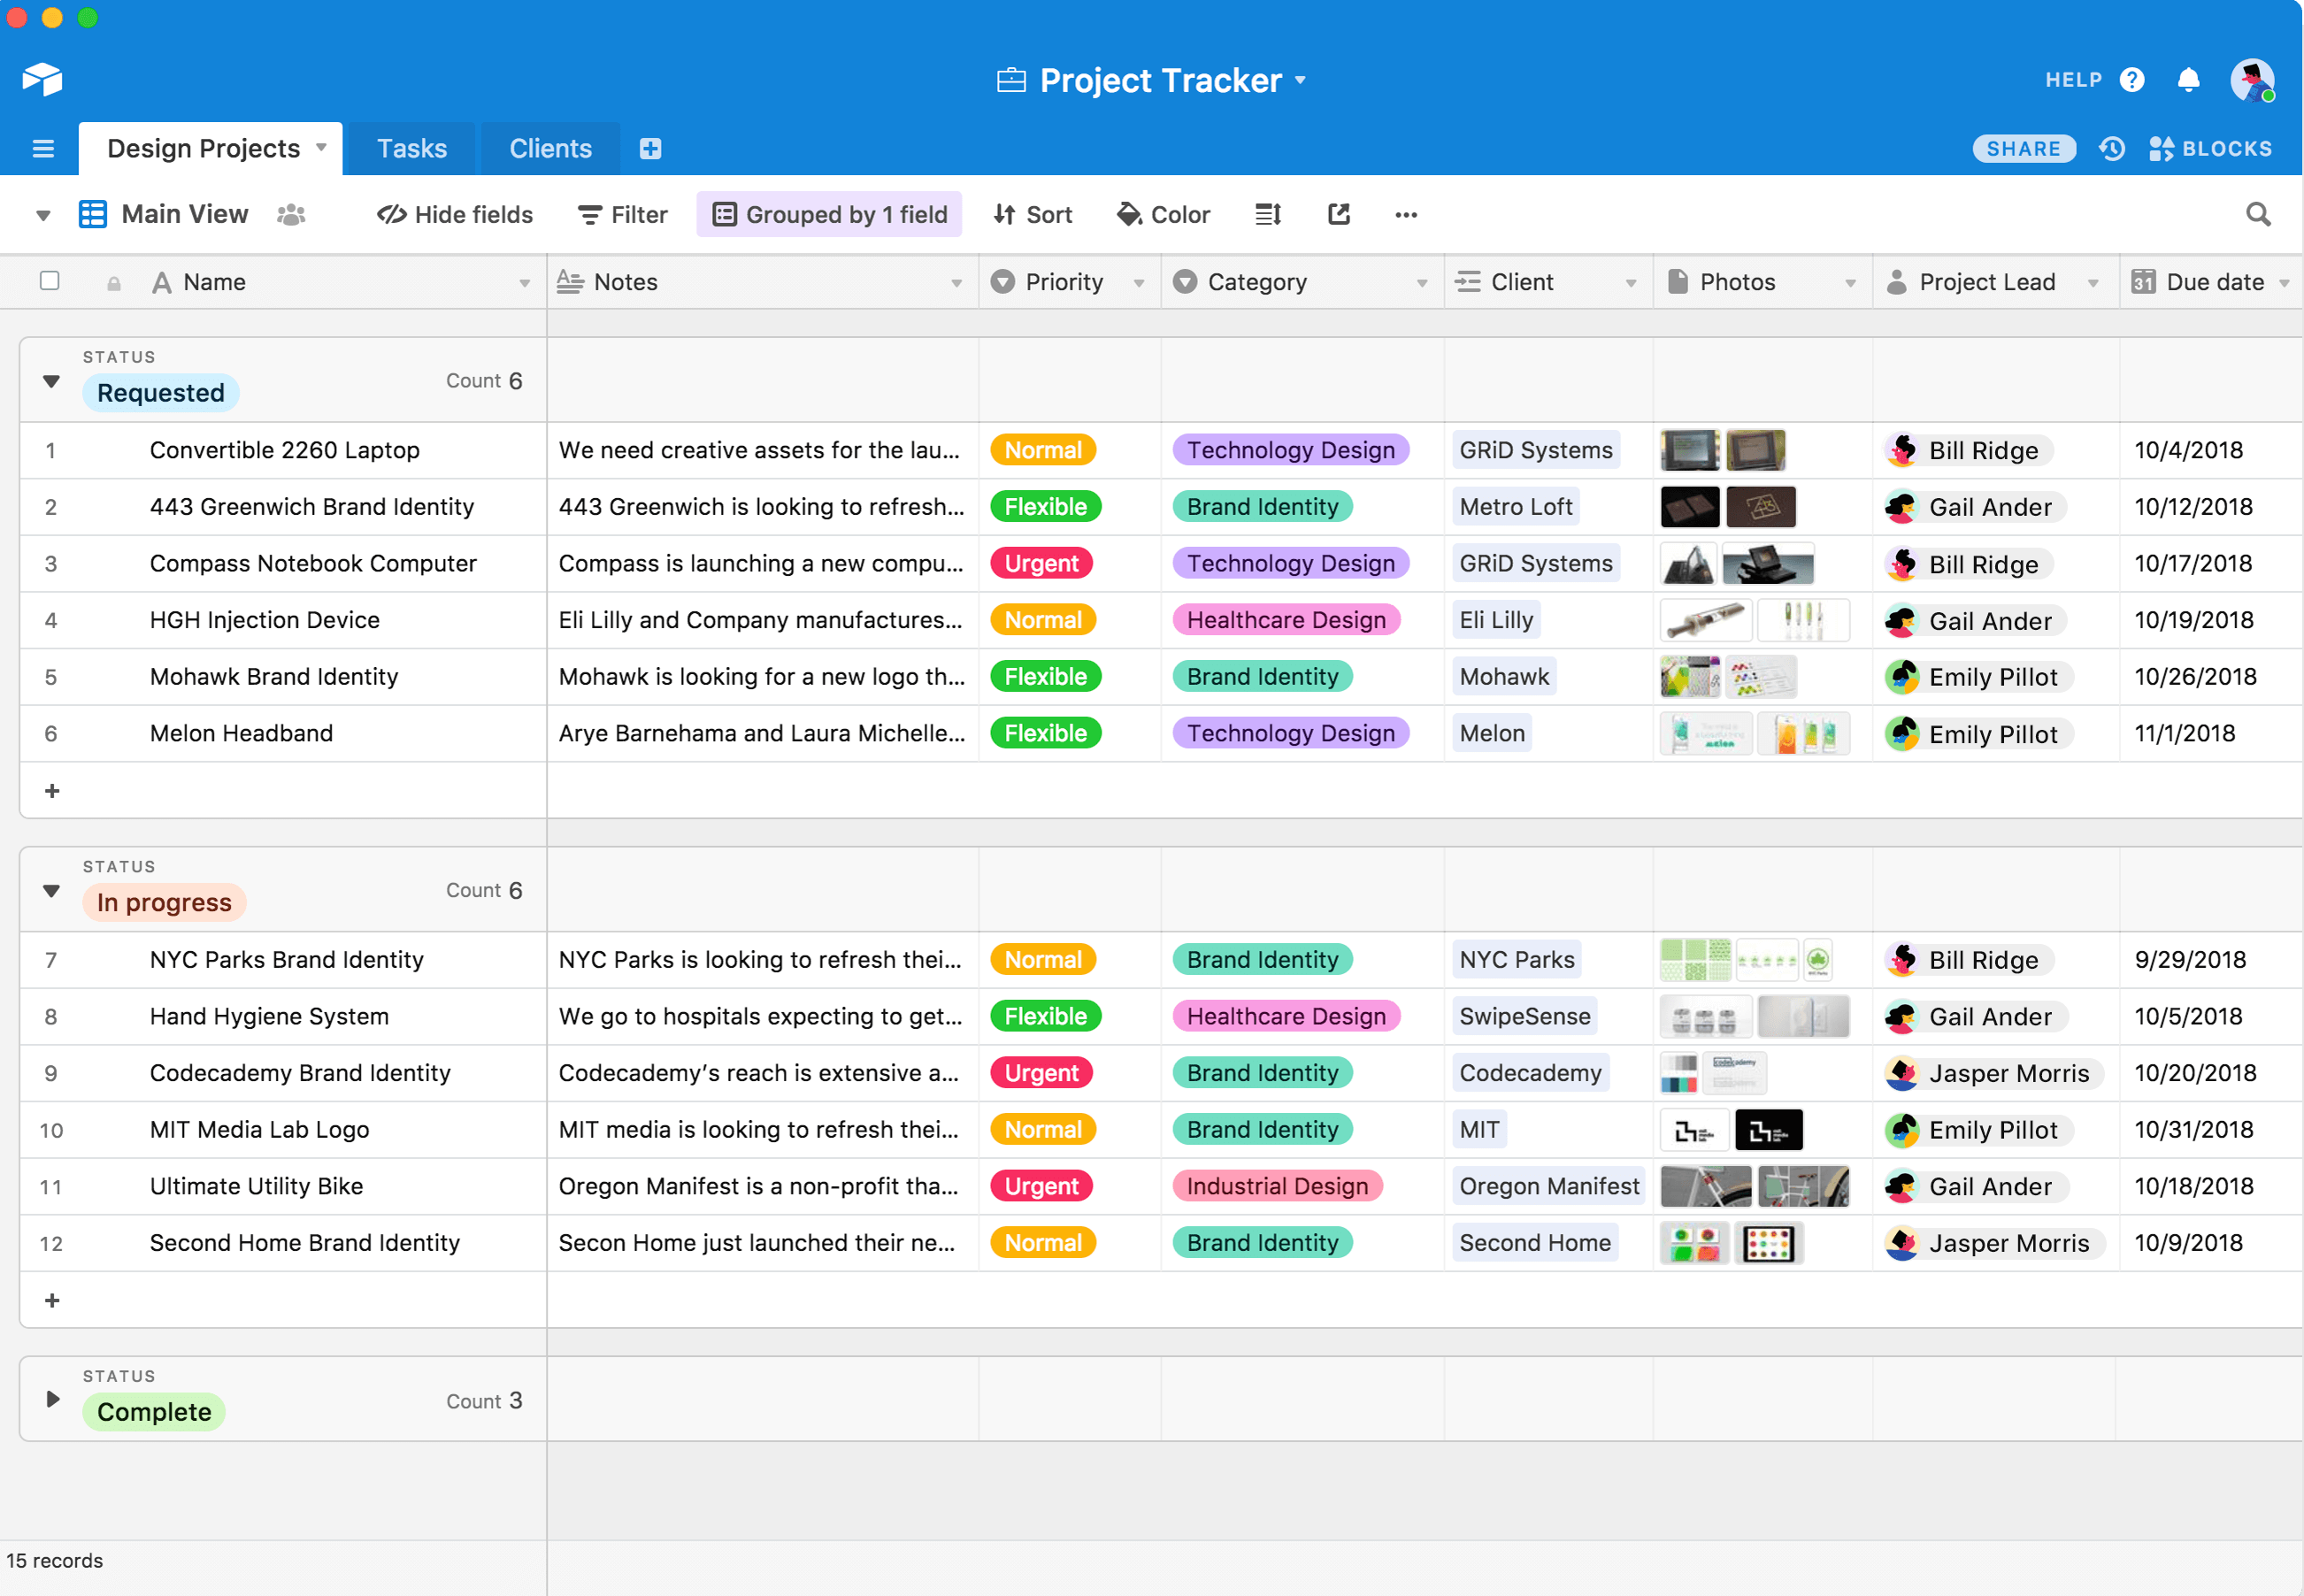 Project Tracker
HELP
Design Projects Tasks Clients
SHARE BLOCKS
Main View Hide fields Filter Grouped by 1 field Sort Color
Name Notes Priority Category Client Photos Project Lead 31 Due date
STATUS
Requested Count 6
1 Convertible 2260 Laptop We need creative assets for the lau... Normal Technology Design GRiD Systems Bill Ridge 10/4/2018
2 443 Greenwich Brand Identity 443 Greenwich is looking to refresh... Flexible Brand Identity Metro Loft Gail Ander 10/12/2018
3 Compass Notebook Computer Compass is launching a new compu... Urgent Technology Design GRiD Systems Bill Ridge 10/17/2018
4 HGH Injection Device Eli Lilly and Company manufactures... Normal Healthcare Design Eli Lilly Gail Ander 10/19/2018
5 Mohawk Brand Identity Mohawk is looking for a new logo th... Flexible Brand Identity Mohawk Emily Pillot 10/26/2018
6 Melon Headband Arye Barnehama and Laura Michelle... Flexible Technology Design Melon melon Emily Pillot 11/1/2018
STATUS
In progress Count 6
7 NYC Parks Brand Identity NYC Parks is looking to refresh thei... Normal Brand Identity NYC Parks NYC Parks Bill Ridge 9/29/2018
8 Hand Hygiene System We go to hospitals expecting to get... Flexible Healthcare Design SwipeSense Gail Ander 10/5/2018
9 Codecademy Brand Identity Codecademy’s reach is extensive a... Urgent Brand Identity Codecademy codecademy Jasper Morris 10/20/2018
10 MIT Media Lab Logo MIT media is looking to refresh thei... Normal Brand Identity MIT Emily Pillot 10/31/2018
11 Ultimate Utility Bike Oregon Manifest is a non-profit tha... Urgent Industrial Design Oregon Manifest Gail Ander 10/18/2018
12 Second Home Brand Identity Secon Home just launched their ne... Normal Brand Identity Second Home Jasper Morris 10/9/2018
STATUS
Complete Count 3
15 records